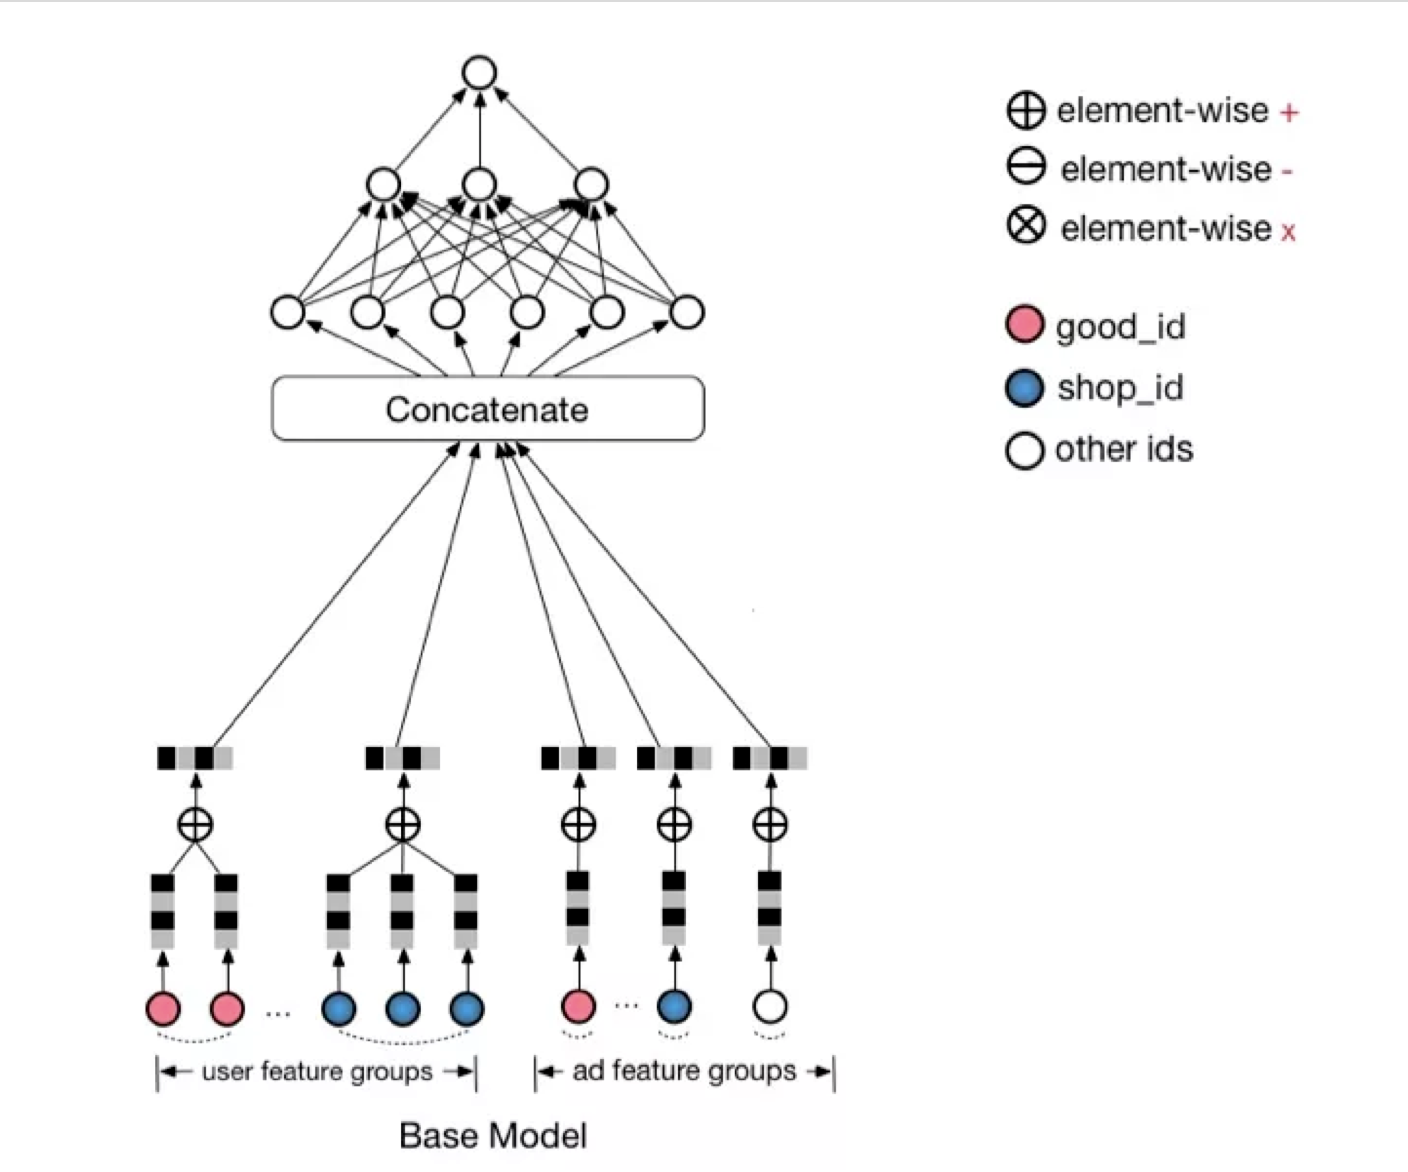 element-wise +
element-wise -
element-wise x
good_id
shop_id
other ids
Concatenate
...
...
user feature groups
ad feature groups
Base Model